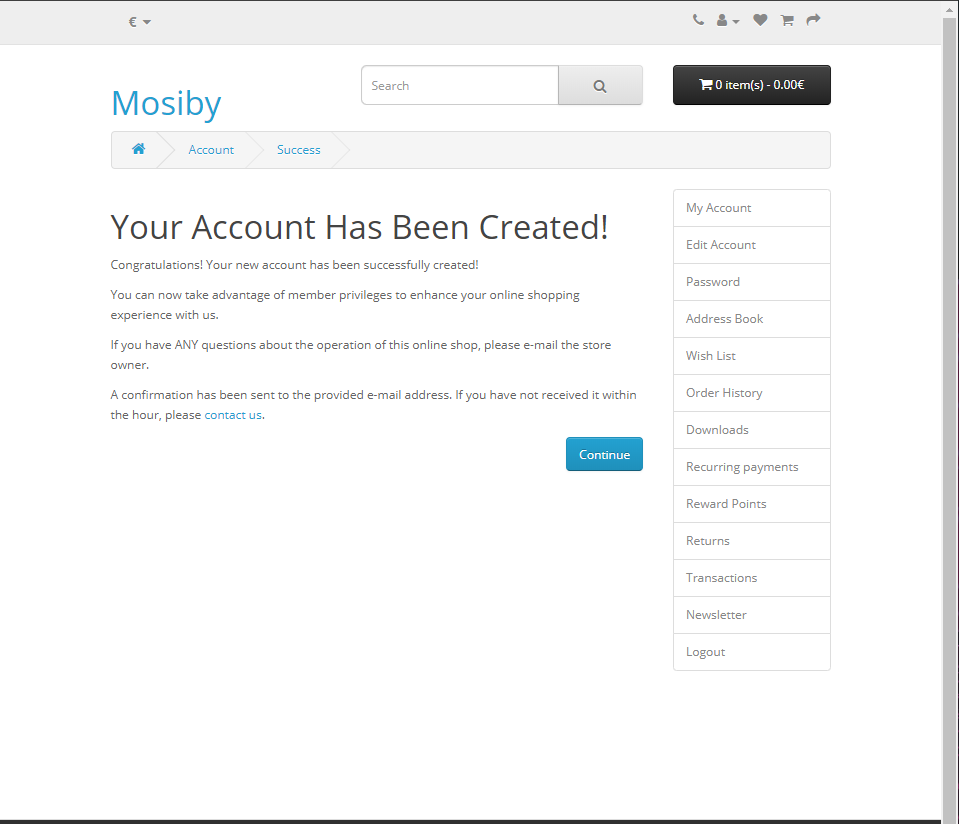 €
Mosiby
Search
0 item(s) - 0.00€
Account
Success
Your Account Has Been Created!
Congratulations! Your new account has been successfully created!
You can now take advantage of member privileges to enhance your online shopping
experience with us.
If you have ANY questions about the operation of this online shop, please e-mail the store
owner.
A confirmation has been sent to the provided e-mail address. If you have not received it within
the hour, please contact us.
Continue
My Account
Edit Account
Password
Address Book
Wish List
Order History
Downloads
Recurring payments
Reward Points
Returns
Transactions
Newsletter
Logout